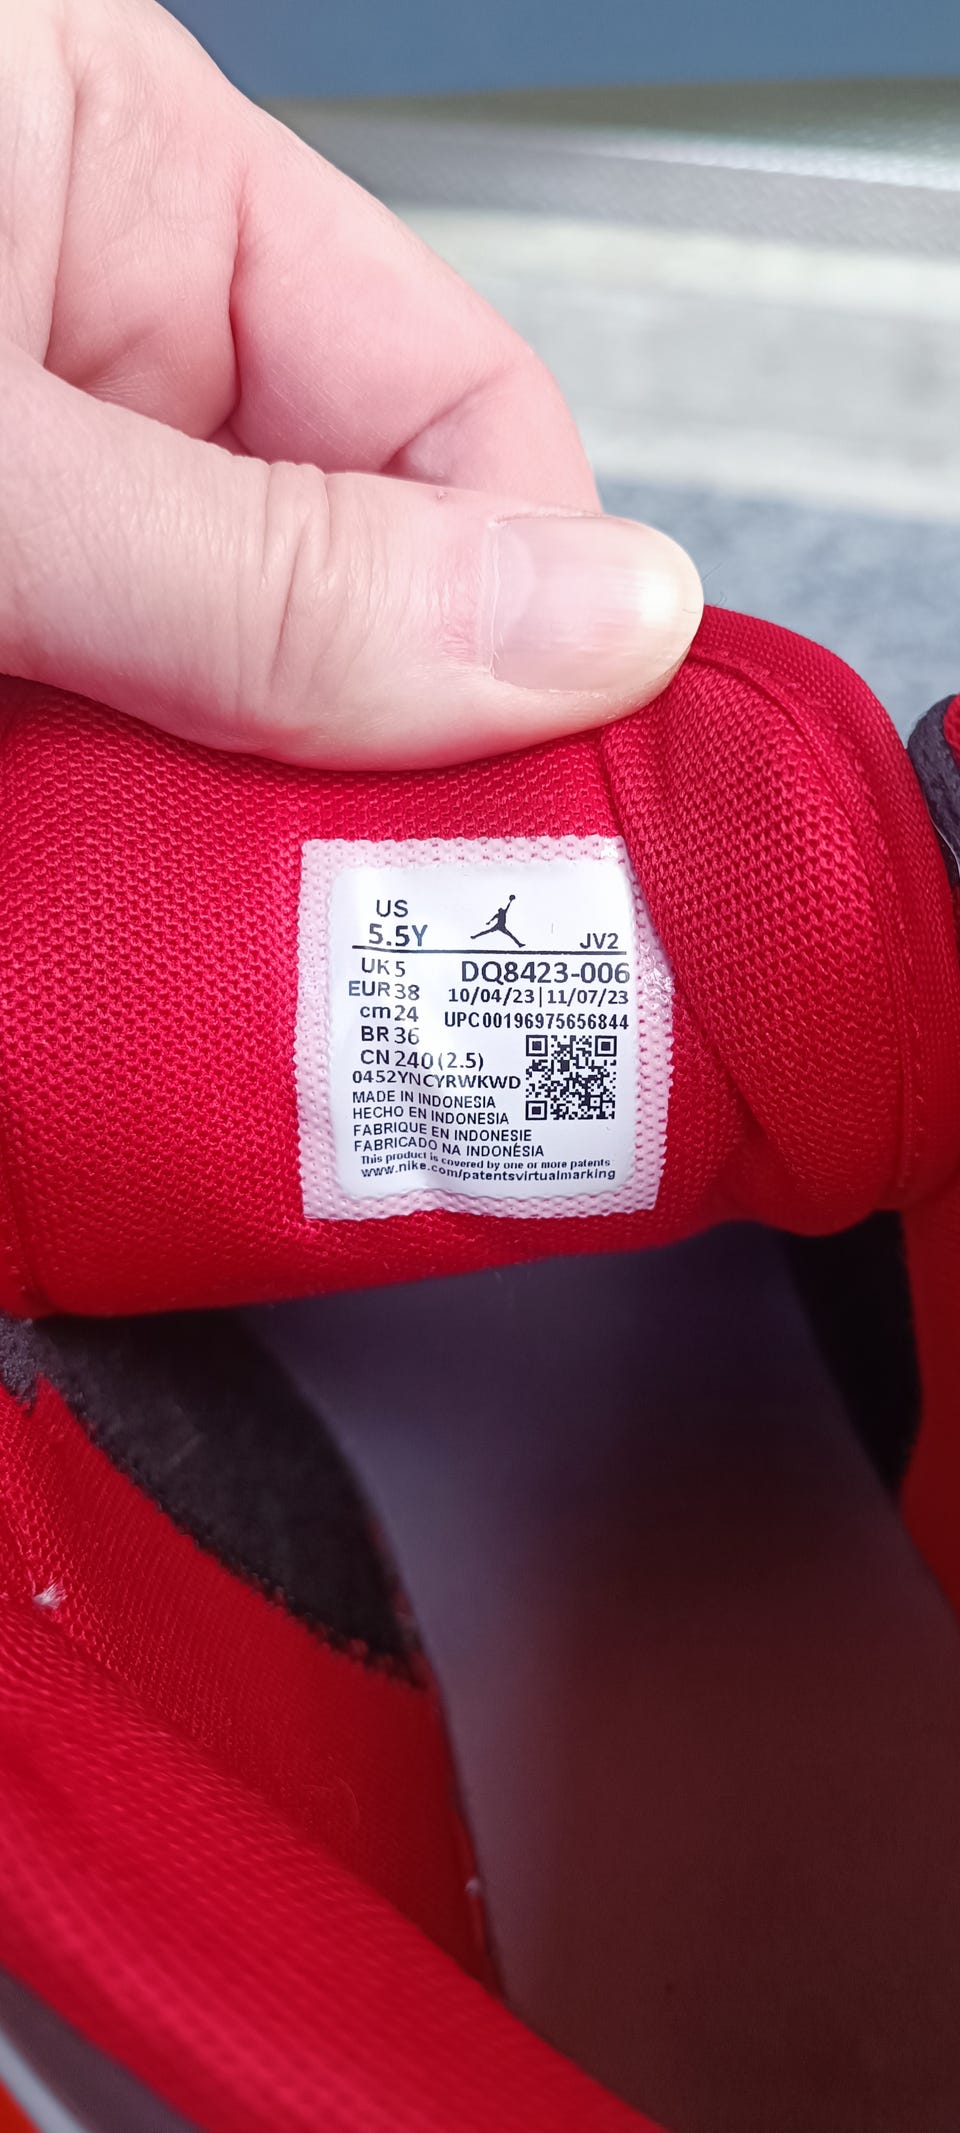 US
5.5Y
JV2
UK 5
DQ8423-006
EUR 38
10/04/23|11/07/23
cm 24
UPC00196975656844
BR 36
CN 240(2.5)
0452YNCYRWKWD
MADE IN INDONESIA
HECHO EN INDONESIA
FABRIQUE EN INDONESIE
FABRICADO NA INDONÉSIA
This product is covered by one or more patents
www.nike.com/patentsvirtualmarking